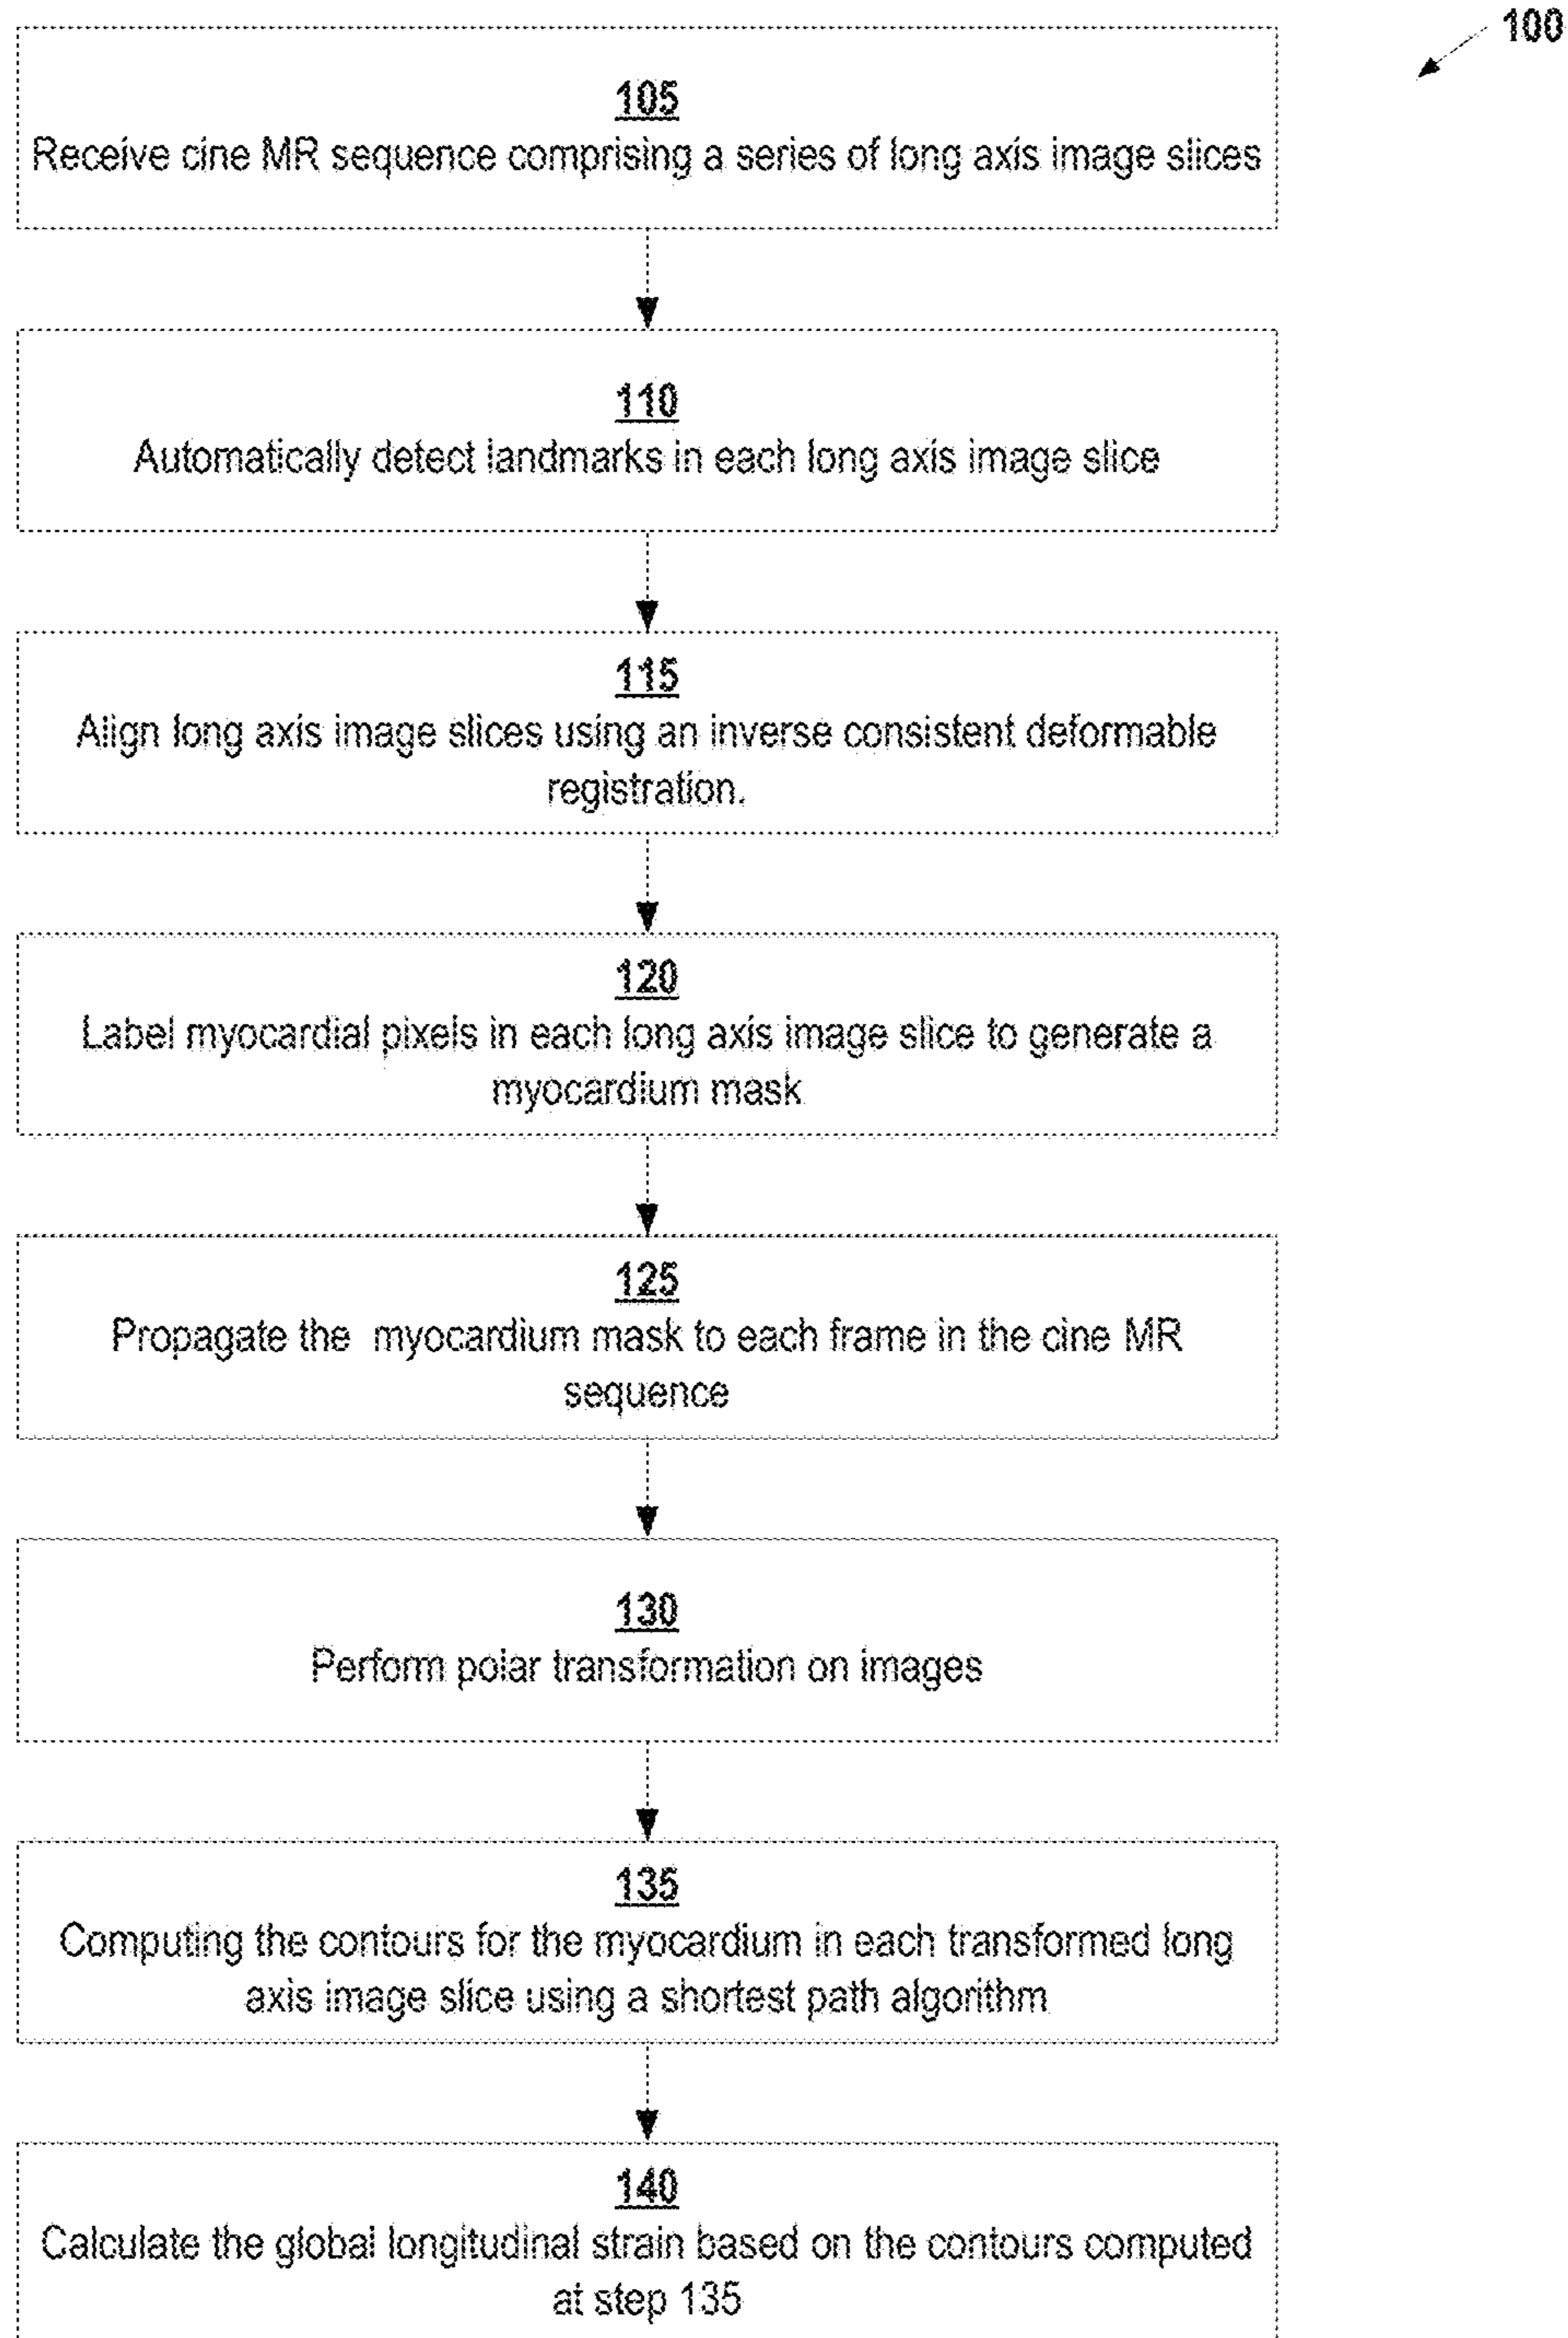 100
105
Receive cine MR sequence comprising a series of long axis image slices
110
Automatically detect landmarks in each long axis image slice
115
Align long axis image slices using an inverse consistent deformable
registration.
120
Label myocardial pixels in each long axis image slice to generate a
myocardium mask
125
Propagate the myocardium mask to each frame in the cine MR
sequence
130
Perform polar transformation on images
135
Computing the contours for the myocardium in each transformed long
axis image slice using a shortest path algorithm
140
Calculate the global longitudinal strain based on the contours computed
at step 135